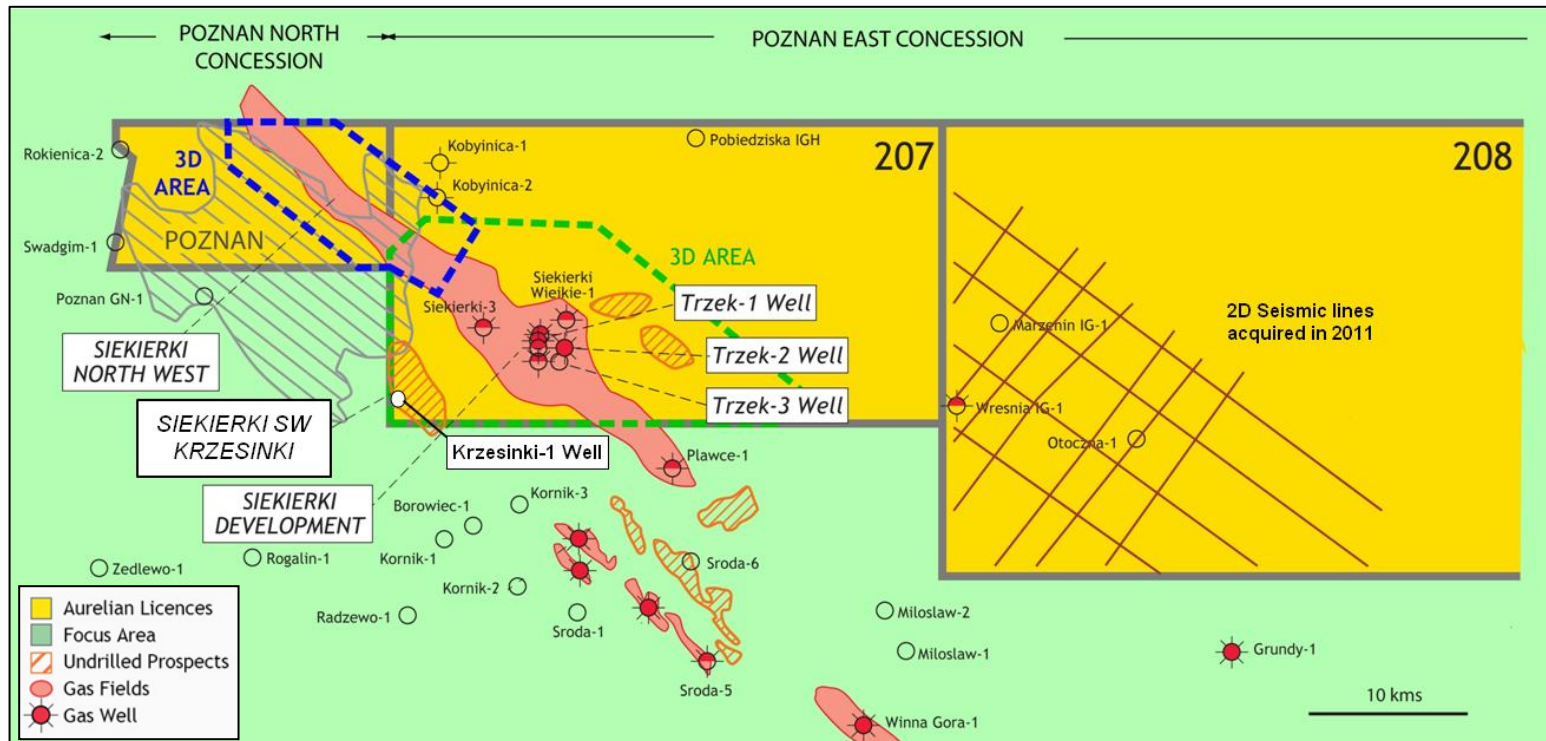 POZNAN NORTH
CONCESSION
POZNAN EAST CONCESSION
Rokienica-2
3D
AREA
Kobyinica-1
Pobiedziska IGH
207
208
Kobyinica-2
Swadgim-1
POZNAN
3D AREA
Poznan GN-1
Siekierki-3
Siekierki
Wieikie-1
Trzek-1 Well
2D Seismic lines
acquired in 2011
Marzenin IG-1
SIEKIERKI
NORTH WEST
Trzek-2 Well
Trzek-3 Well
SIEKIERKI SW
KRZESINKI
Wresnia IG-1
Krzesinki-1 Well
Otoczna-1
Plawce-1
SIEKIERKI
DEVELOPMENT
Borowiec-1
Kornik-3
Zedlewo-1
Rogalin-1
Kornik-1
Kornik-2
Sroda-6
Radzewo-1
Sroda-1
Miloslaw-2
Miloslaw-1
Grundy-1
Sroda-5
Winna Gora-1
10 kms
Aurelian Licences
Focus Area
Undrilled Prospects
Gas Fields
Gas Well